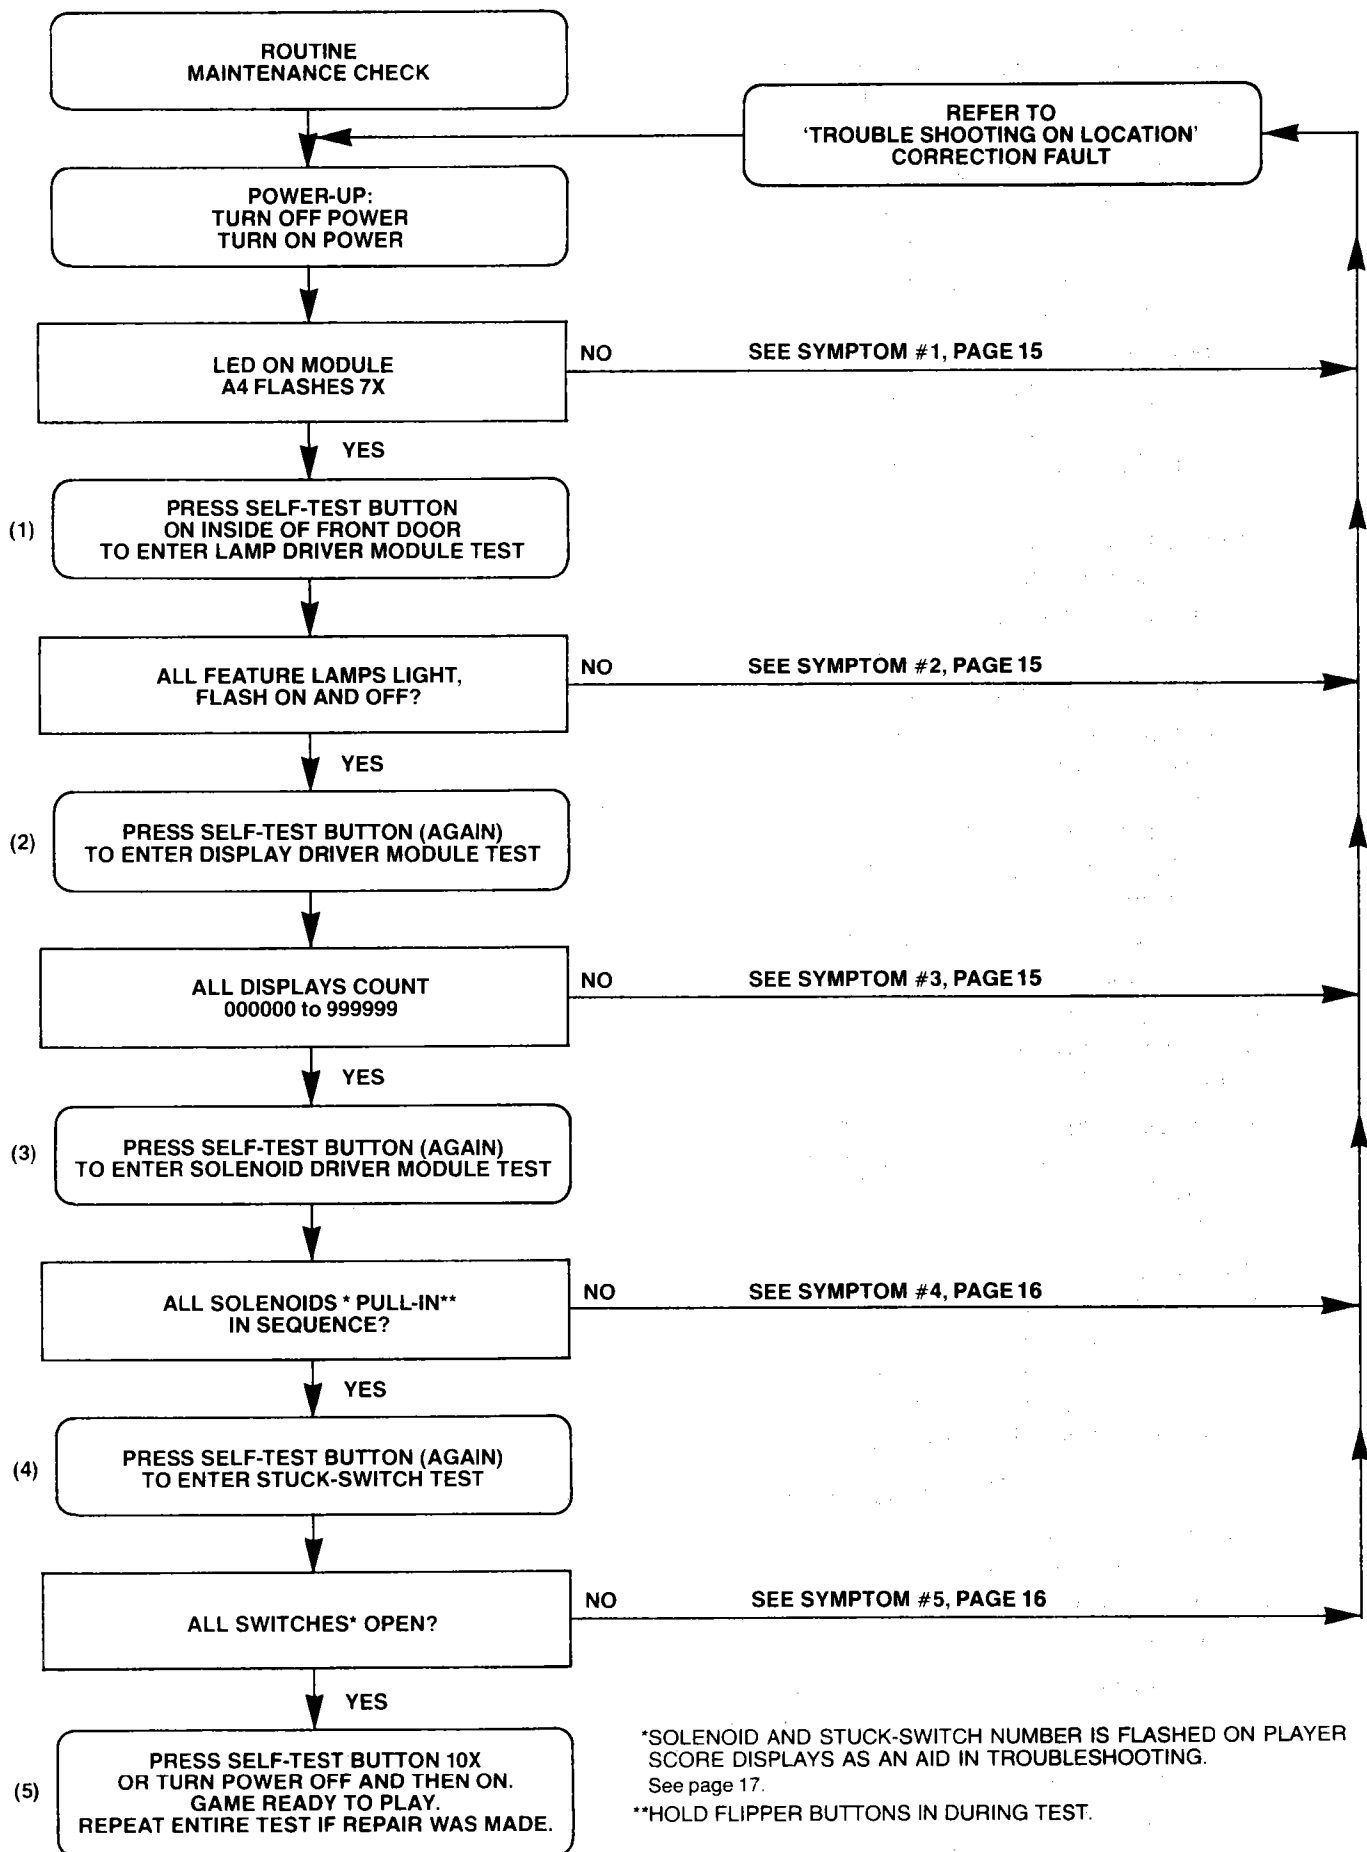 ROUTINE
MAINTENANCE CHECK
REFER TO
'TROUBLE SHOOTING ON LOCATION'
CORRECTION FAULT
POWER-UP:
TURN OFF POWER
TURN ON POWER
LED ON MODULE
A4 FLASHES 7X
NO
SEE SYMPTOM #1, PAGE 15
YES
(1)
PRESS SELF-TEST BUTTON
ON INSIDE OF FRONT DOOR
TO ENTER LAMP DRIVER MODULE TEST
ALL FEATURE LAMPS LIGHT,
FLASH ON AND OFF?
NO
SEE SYMPTOM #2, PAGE 15
YES
(2)
PRESS SELF-TEST BUTTON (AGAIN)
TO ENTER DISPLAY DRIVER MODULE TEST
ALL DISPLAYS COUNT
000000 to 999999
NO
SEE SYMPTOM #3, PAGE 15
YES
(3)
PRESS SELF-TEST BUTTON (AGAIN)
TO ENTER SOLENOID DRIVER MODULE TEST
ALL SOLENOIDS * PULL-IN**
IN SEQUENCE?
NO
SEE SYMPTOM #4, PAGE 16
YES
(4)
PRESS SELF-TEST BUTTON (AGAIN)
TO ENTER STUCK-SWITCH TEST
ALL SWITCHES* OPEN?
NO
SEE SYMPTOM #5, PAGE 16
YES
(5)
PRESS SELF-TEST BUTTON 10X
OR TURN POWER OFF AND THEN ON.
GAME READY TO PLAY.
REPEAT ENTIRE TEST IF REPAIR WAS MADE.
*SOLENOID AND STUCK-SWITCH NUMBER IS FLASHED ON PLAYER
SCORE DISPLAYS AS AN AID IN TROUBLESHOOTING.
See page 17.
**HOLD FLIPPER BUTTONS IN DURING TEST.